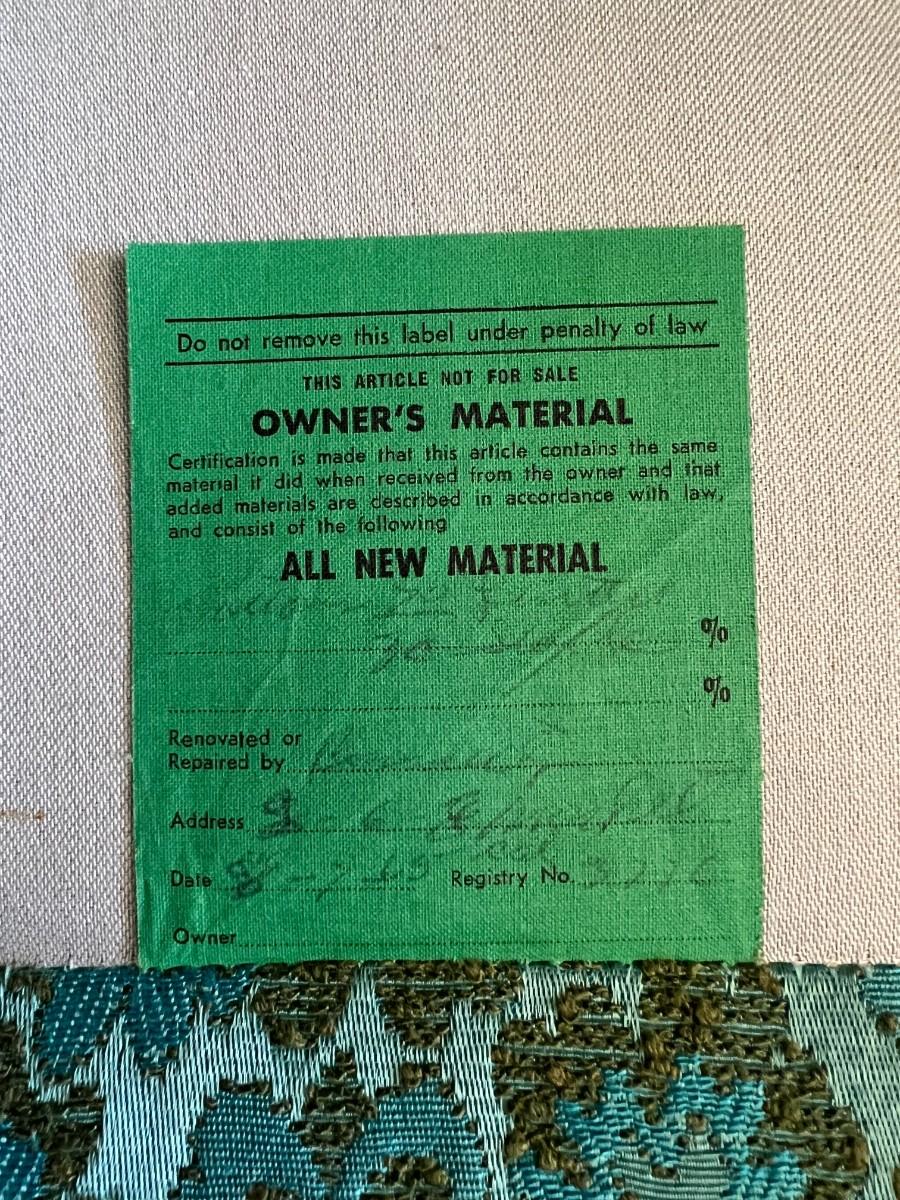 Do not remove this label under penalty of law
THIS ARTICLE NOT FOR SALE
OWNER'S MATERIAL
Certification is made that this article contains the same
material it did when received from the owner and that
added materials are described in accordance with law,
and consist of the following
ALL NEW MATERIAL
30 %
%
Renovated or
Repaired by
Address
Date Registry No.
Owner